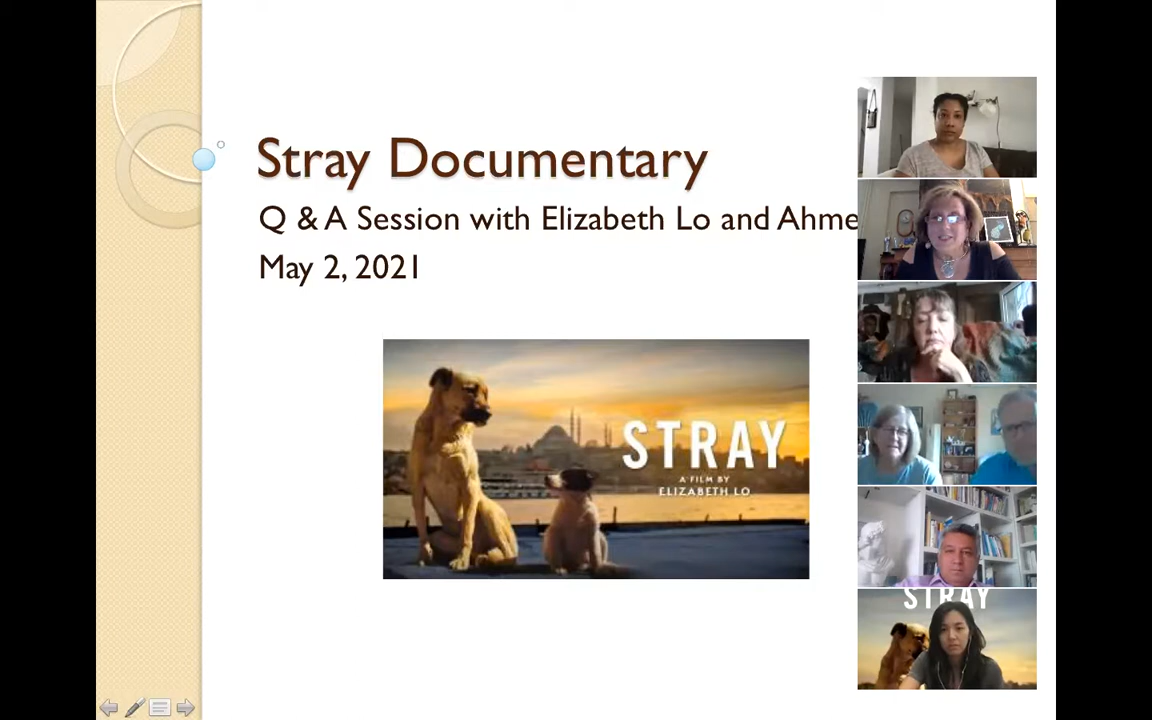 Stray Documentary
Q & A Session with Elizabeth Lo and Ahme
May 2, 2021
STRAY
A FILM BY
ELIZABETH LO
STRAY